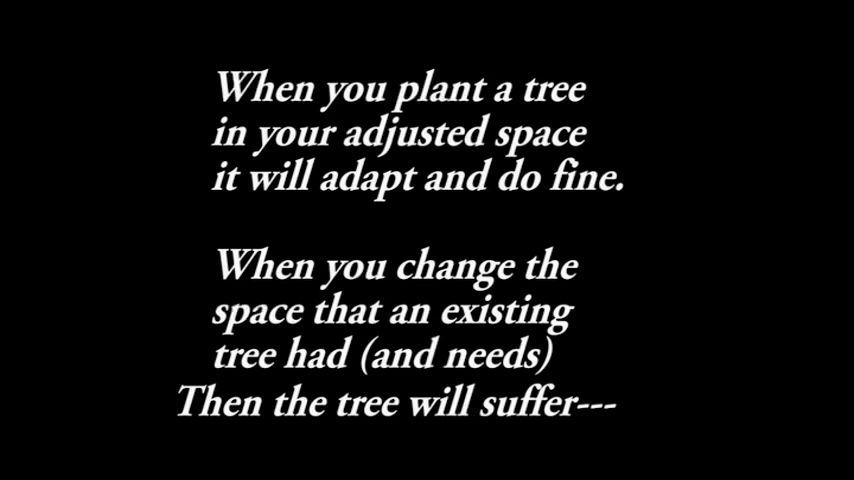 When you plant a tree
in your adjusted space
it will adapt and do fine.
When you change the
space that an existing
tree had (and needs)
Then the tree will suffer---